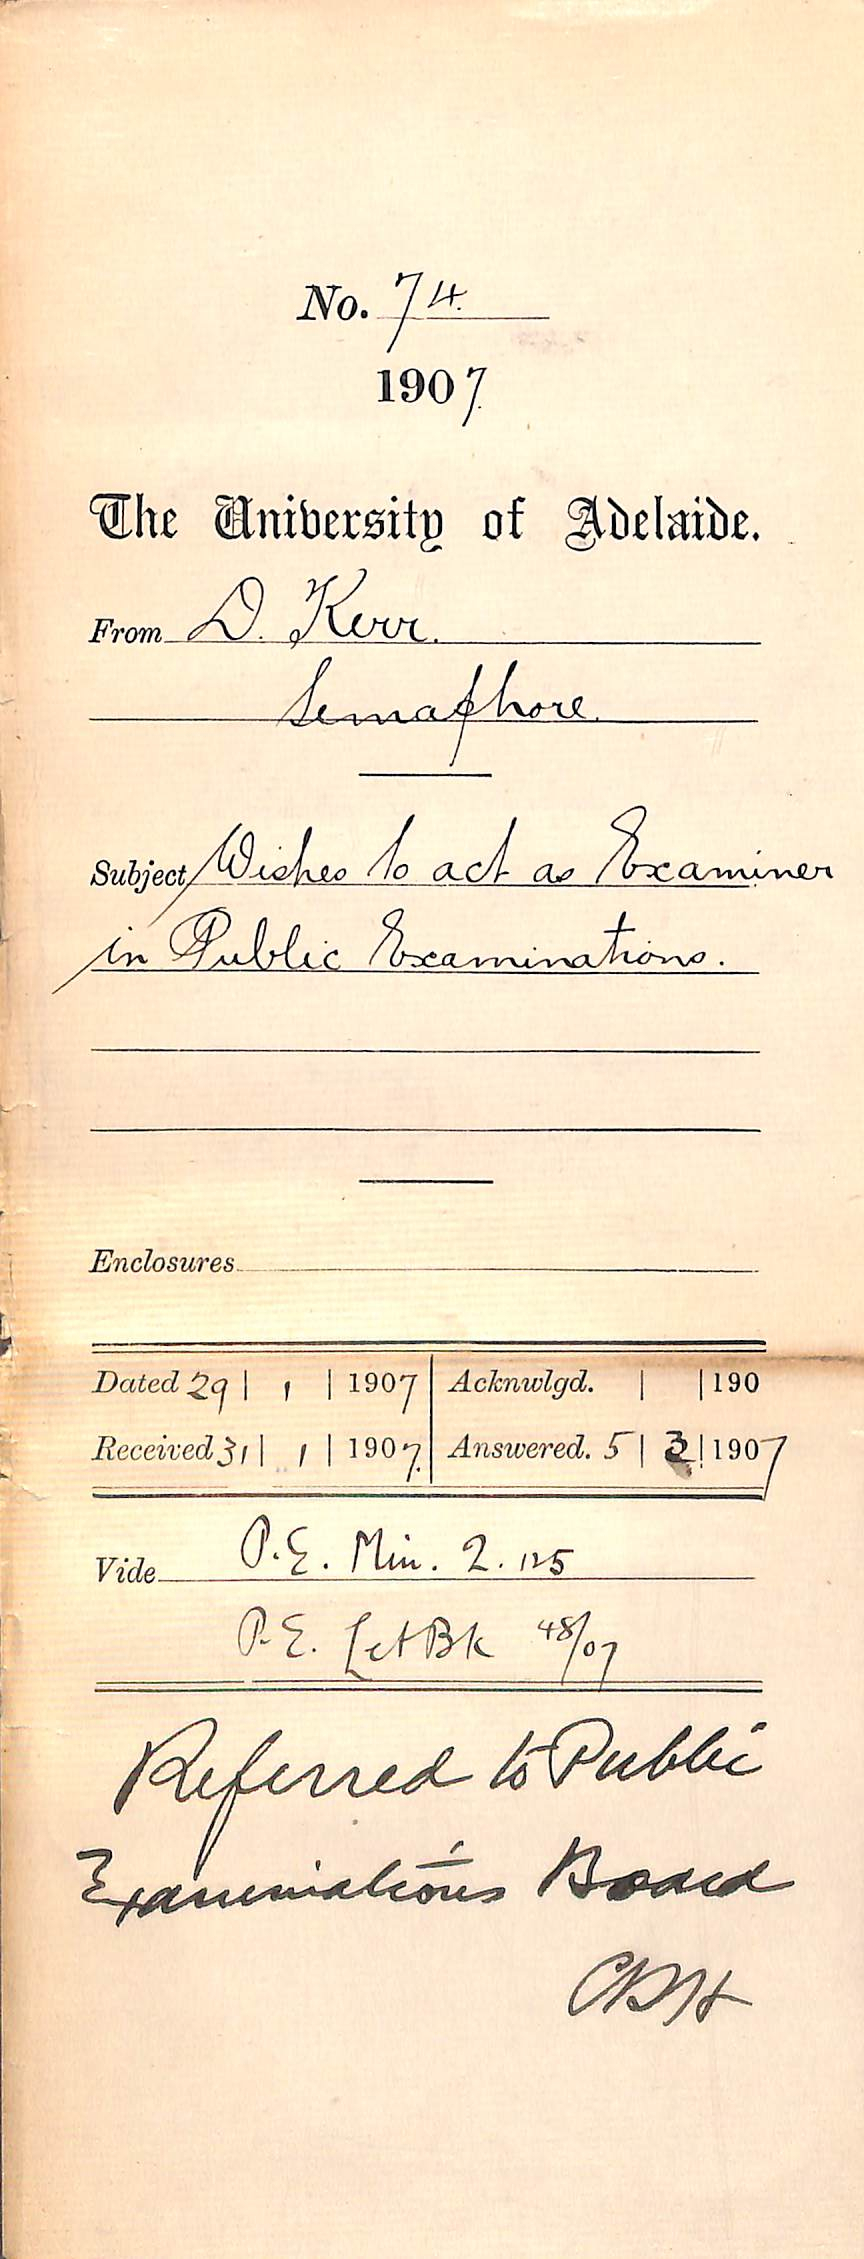 No. 74.
1907.
The University of Adelaide.
From D. Kerr.
Semaphore.
Subject Wishes to act as Examiner
in Public Examinations.
Enclosures
Dated 29 | 1 | 1907 Acknwlgd. | | 190
Received 31 | 1 | 1907. Answered. 5 | 3 | 1907
Vide P.E. Min. 2. 125
P.E. Let Bk 48/07
Referred to Public
Examinations Board